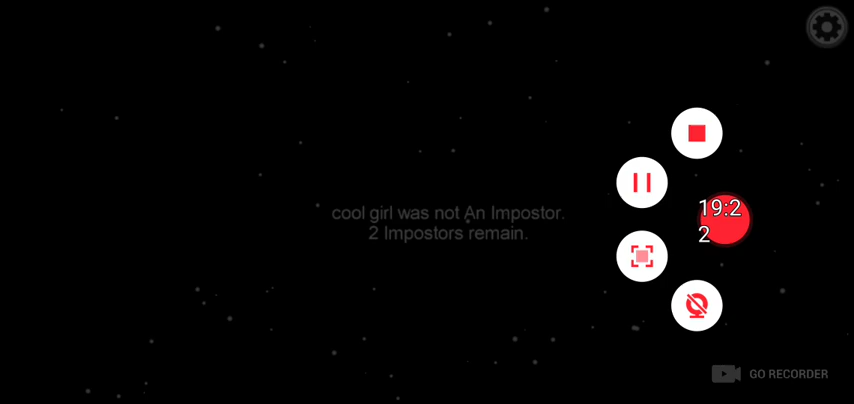 cool girl was not An Impostor.
2 Impostors remain.
19:2
2
GO RECORDER